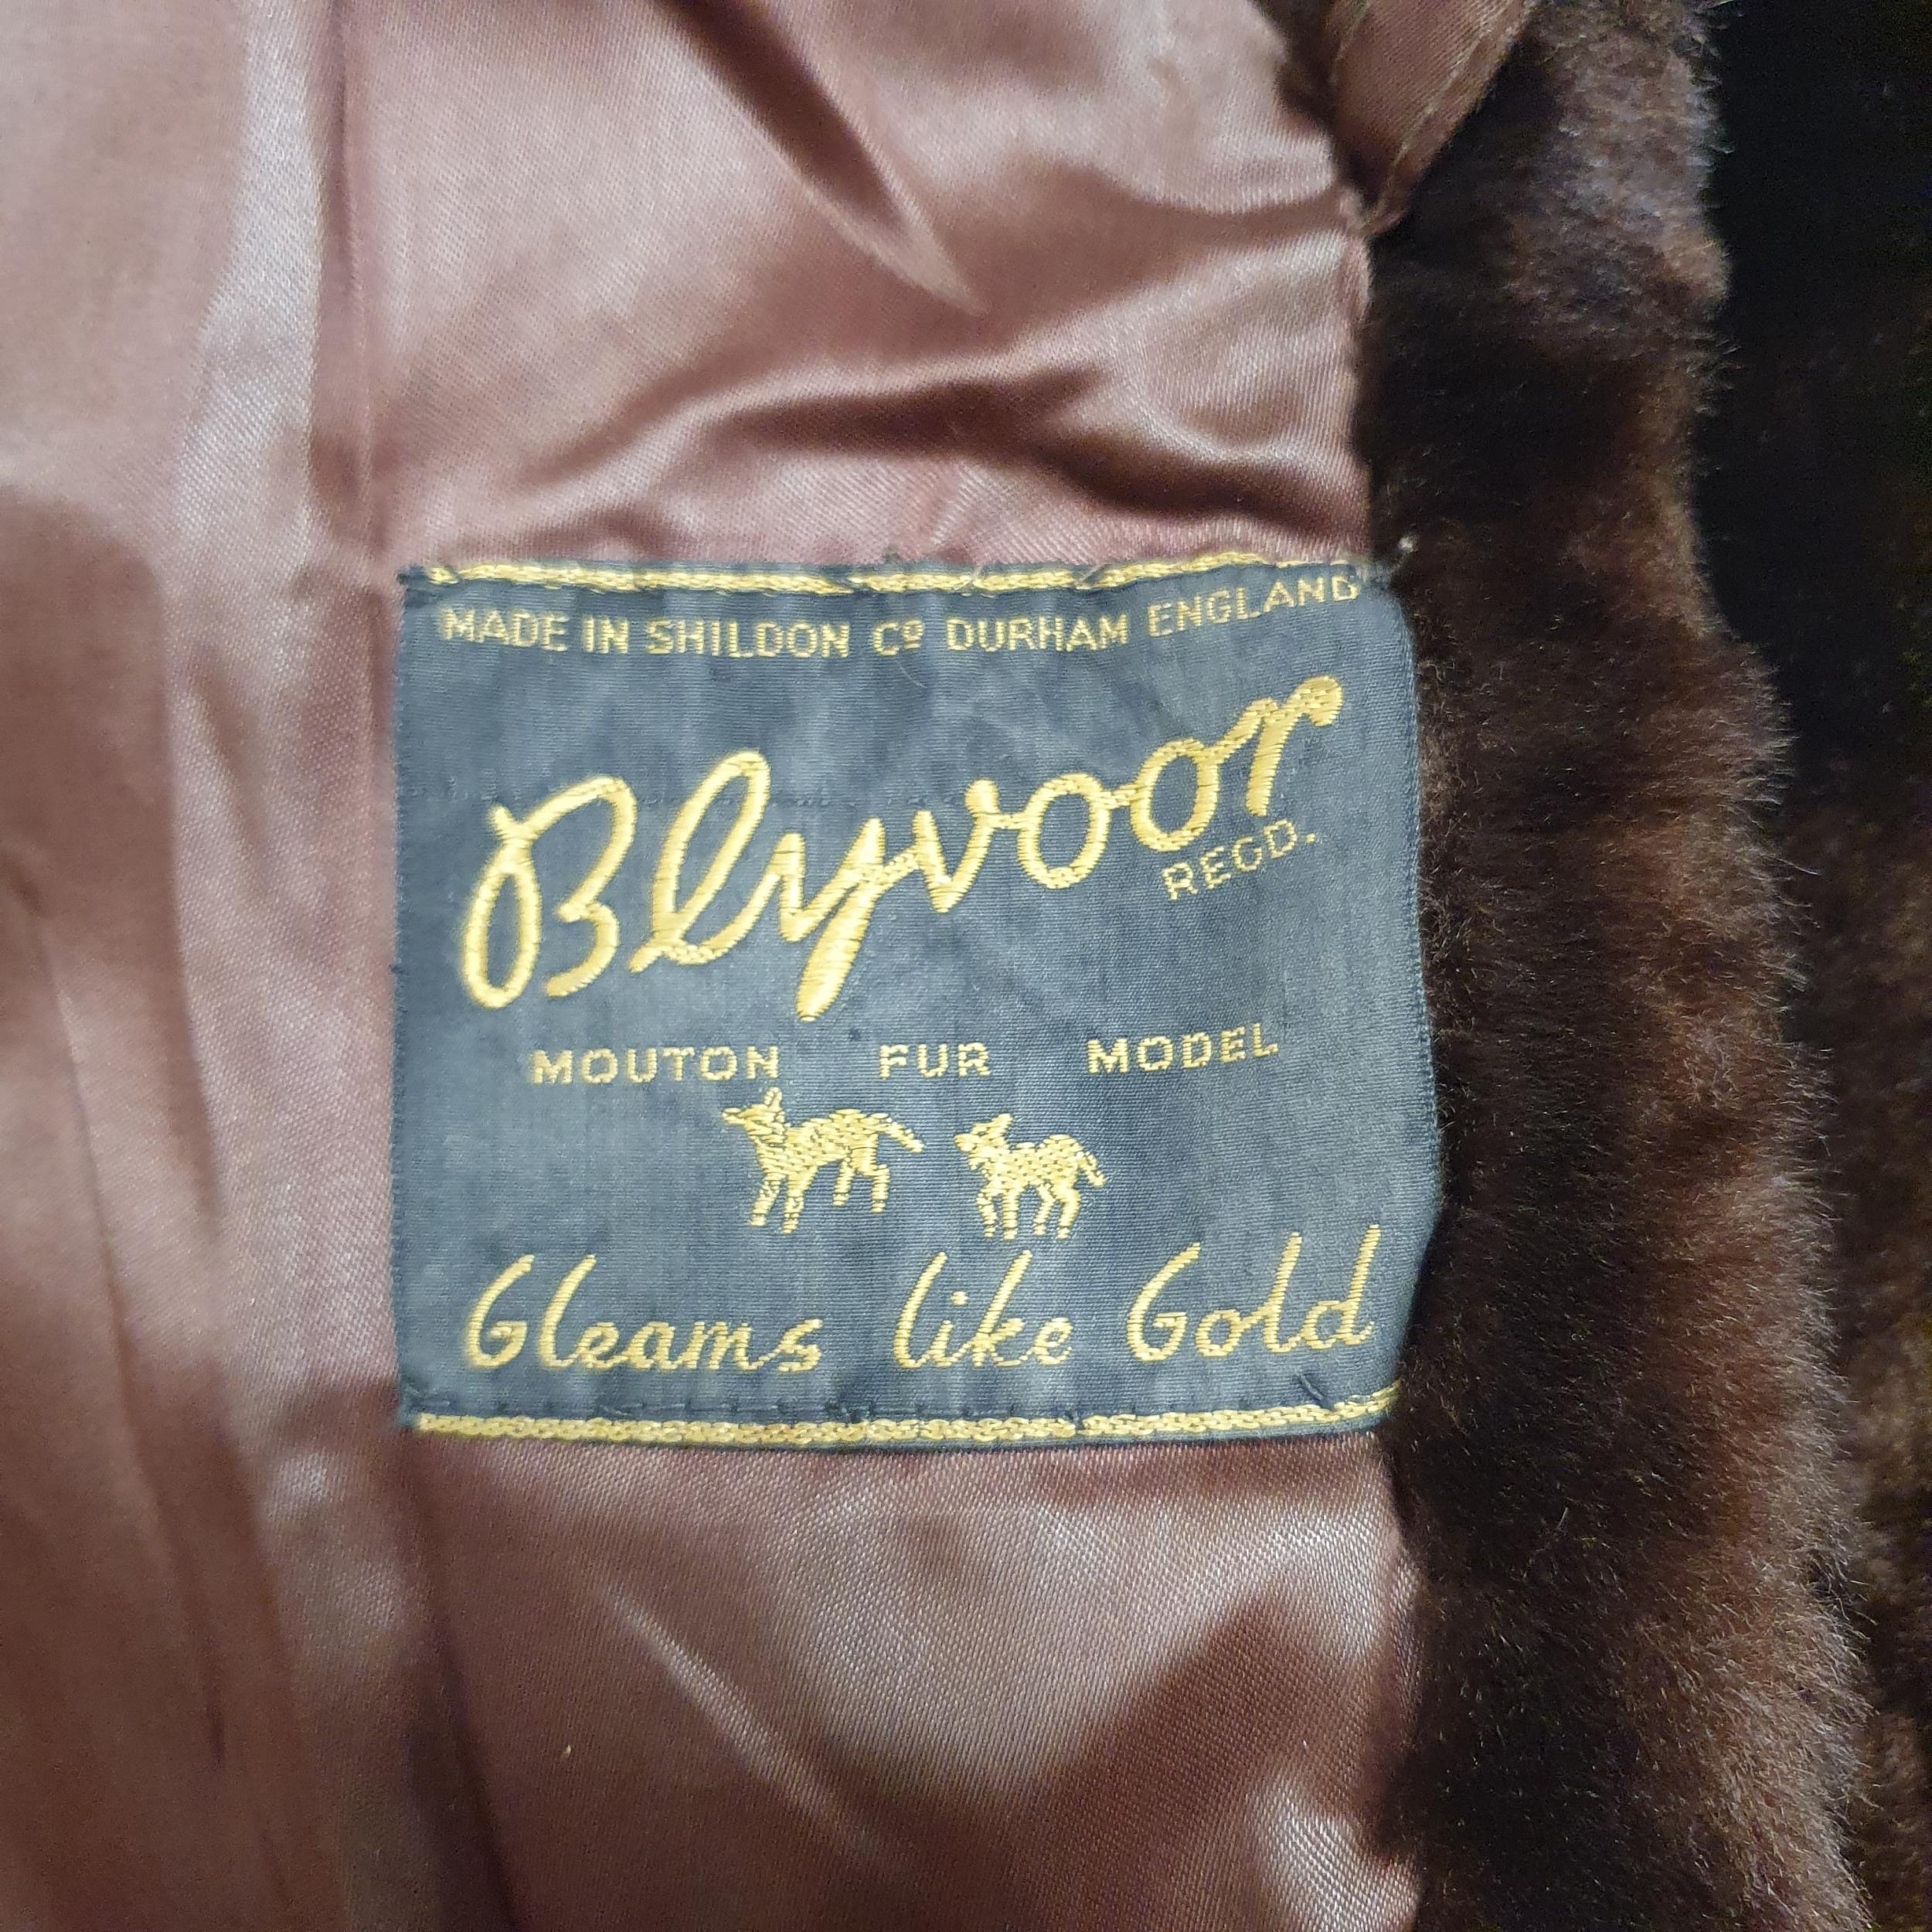 MADE IN SHILDON Co DURHAM ENGLAND
Blyvoor
REGD.
MOUTON FUR MODEL
Gleams like Gold